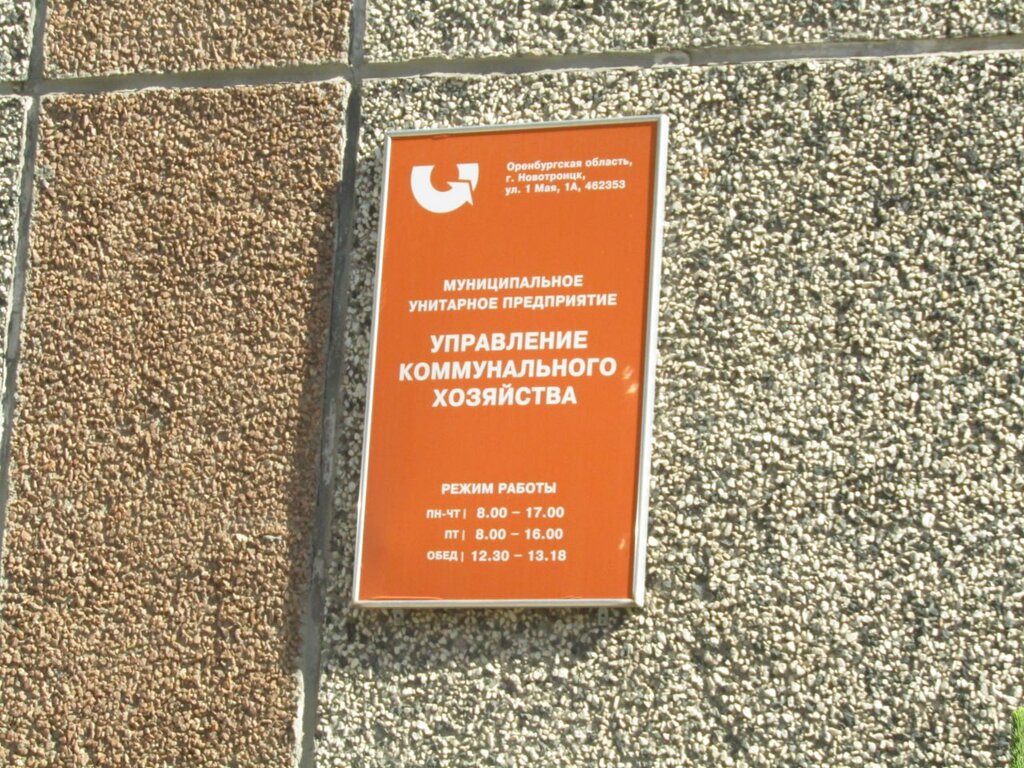 Оренбургская область,
г. Новотроицк,
ул. 1 Мая, 1А, 462353
МУНИЦИПАЛЬНОЕ
УНИТАРНОЕ ПРЕДПРИЯТИЕ
УПРАВЛЕНИЕ
КОММУНАЛЬНОГО
ХОЗЯЙСТВА
РЕЖИМ РАБОТЫ
ПН-ЧТ| 8.00 – 17.00
ПТ| 8.00 – 16.00
ОБЕД| 12.30 – 13.18